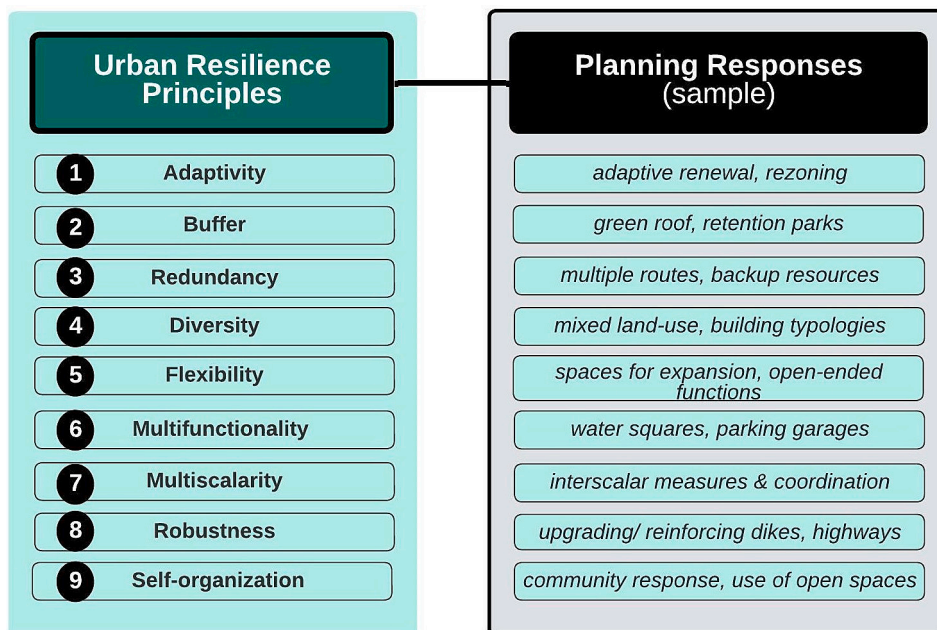 Urban Resilience
Principles
Planning Responses
(sample)
1 Adaptivity
adaptive renewal, rezoning
2 Buffer
green roof, retention parks
3 Redundancy
multiple routes, backup resources
4 Diversity
mixed land-use, building typologies
5 Flexibility
spaces for expansion, open-ended
functions
6 Multifunctionality
water squares, parking garages
7 Multiscalarity
interscalar measures & coordination
8 Robustness
upgrading/ reinforcing dikes, highways
9 Self-organization
community response, use of open spaces